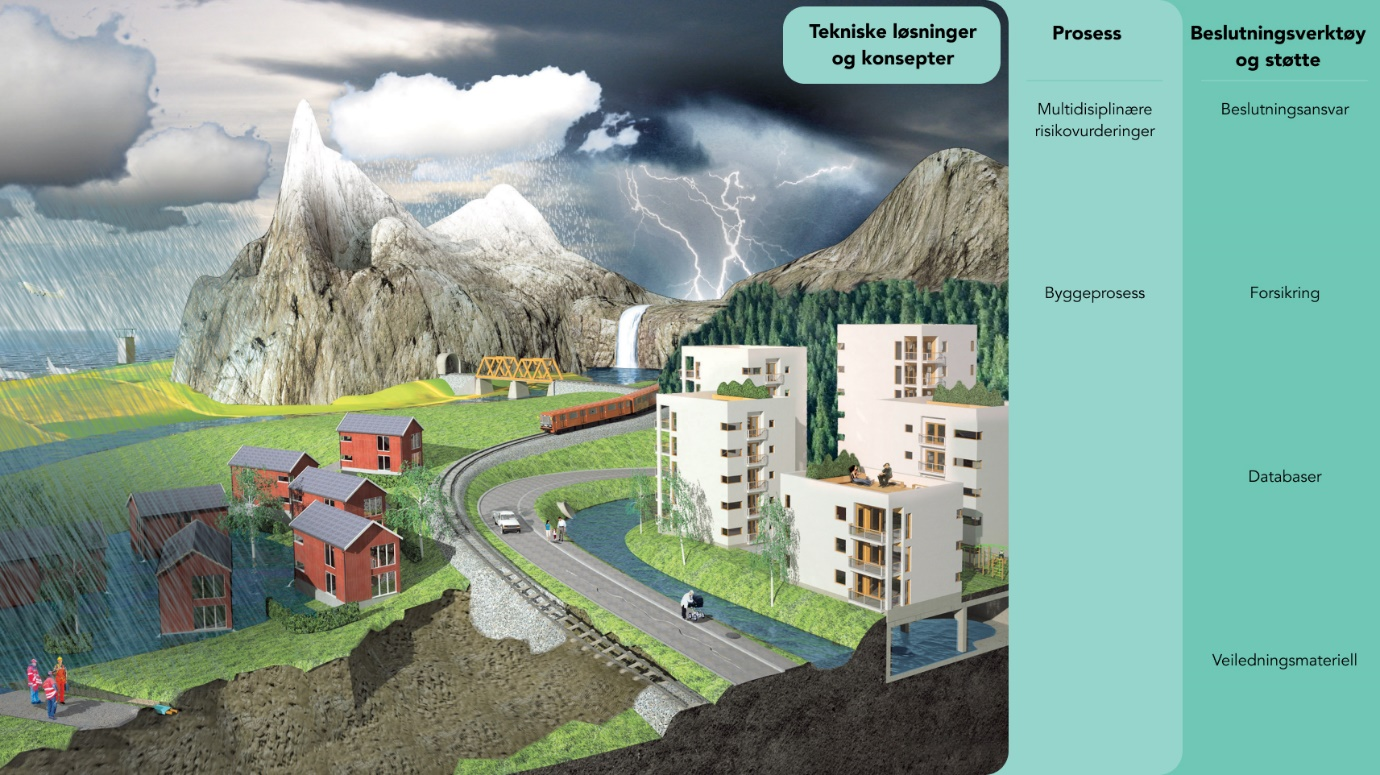 Tekniske løsninger
og konsepter
Prosess
Multidisiplinære
risikovurderinger
Byggeprosess
Beslutningsverktøy
og støtte
Beslutningsansvar
Forsikring
Databaser
Veiledningsmateriell